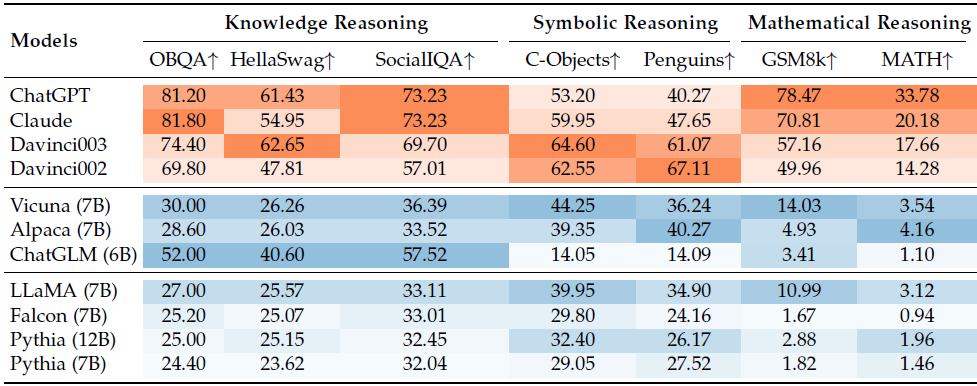 Models Knowledge Reasoning Symbolic Reasoning Mathematical Reasoning
OBQA↑ HellaSwag↑ SocialIQA↑ C-Objects↑ Penguins↑ GSM8k↑ MATH↑
ChatGPT 81.20 61.43 73.23 53.20 40.27 78.47 33.78
Claude 81.80 54.95 73.23 59.95 47.65 70.81 20.18
Davinci003 74.40 62.65 69.70 64.60 61.07 57.16 17.66
Davinci002 69.80 47.81 57.01 62.55 67.11 49.96 14.28
Vicuna (7B) 30.00 26.26 36.39 44.25 36.24 14.03 3.54
Alpaca (7B) 28.60 26.03 33.52 39.35 40.27 4.93 4.16
ChatGLM (6B) 52.00 40.60 57.52 14.05 14.09 3.41 1.10
LLaMA (7B) 27.00 25.57 33.11 39.95 34.90 10.99 3.12
Falcon (7B) 25.20 25.07 33.01 29.80 24.16 1.67 0.94
Pythia (12B) 25.00 25.15 32.45 32.40 26.17 2.88 1.96
Pythia (7B) 24.40 23.62 32.04 29.05 27.52 1.82 1.46